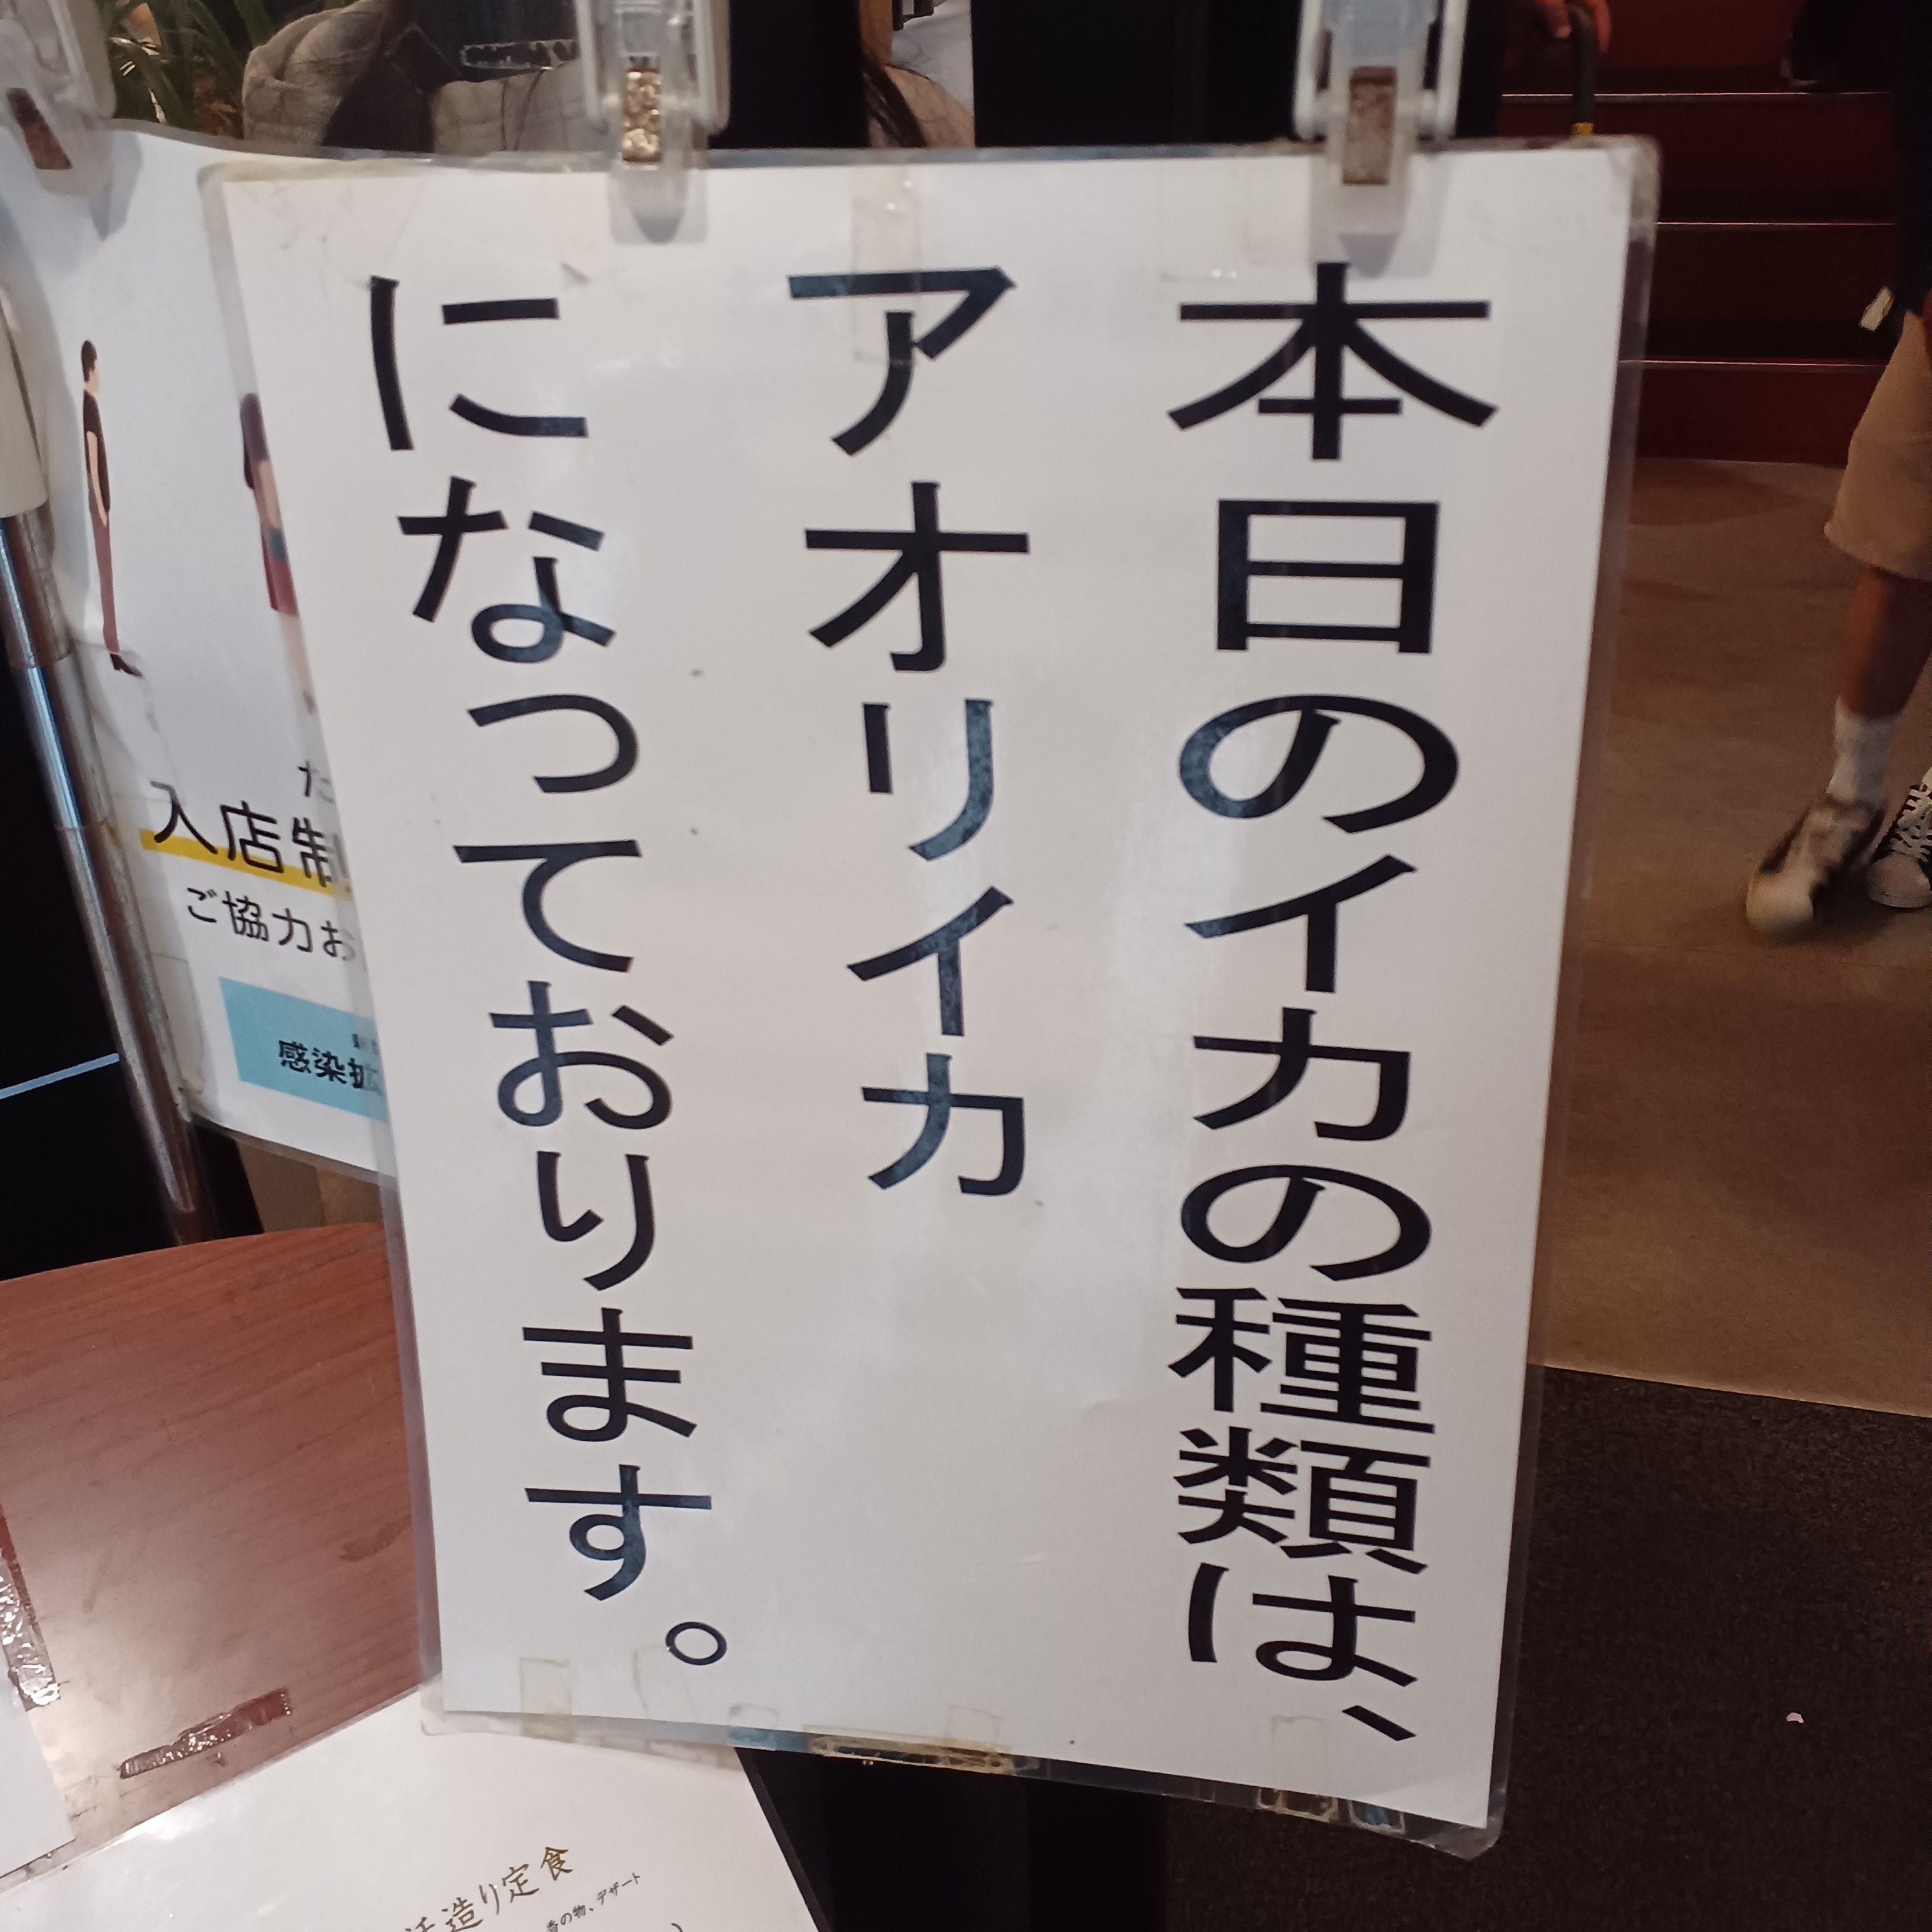 本日のイカの種類は、
アオリイカ
になっております。
入店制
ご協力お
感染拡
造り定食
香の物、デザート